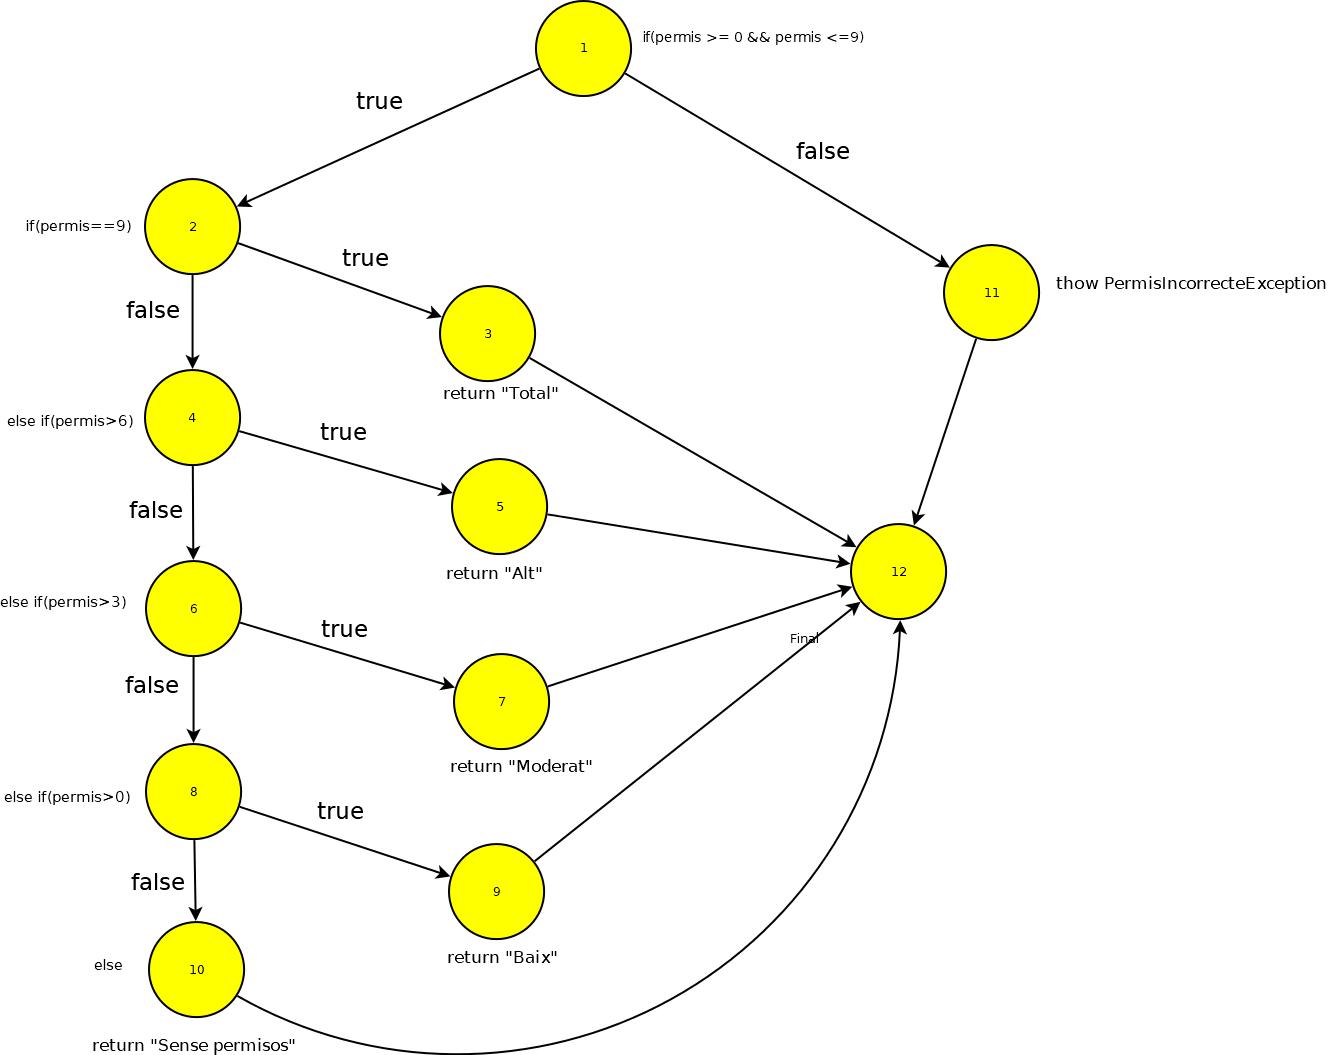 1
if(permis >= 0 && permis <=9)
true
false
2
if(permis==9)
true
false
3
return "Total"
11
thow PermisIncorrecteException
4
else if(permis>6)
true
false
5
return "Alt"
12
Final
6
else if(permis>3)
true
false
7
return "Moderat"
8
else if(permis>0)
true
false
9
return "Baix"
10
else
return "Sense permisos"